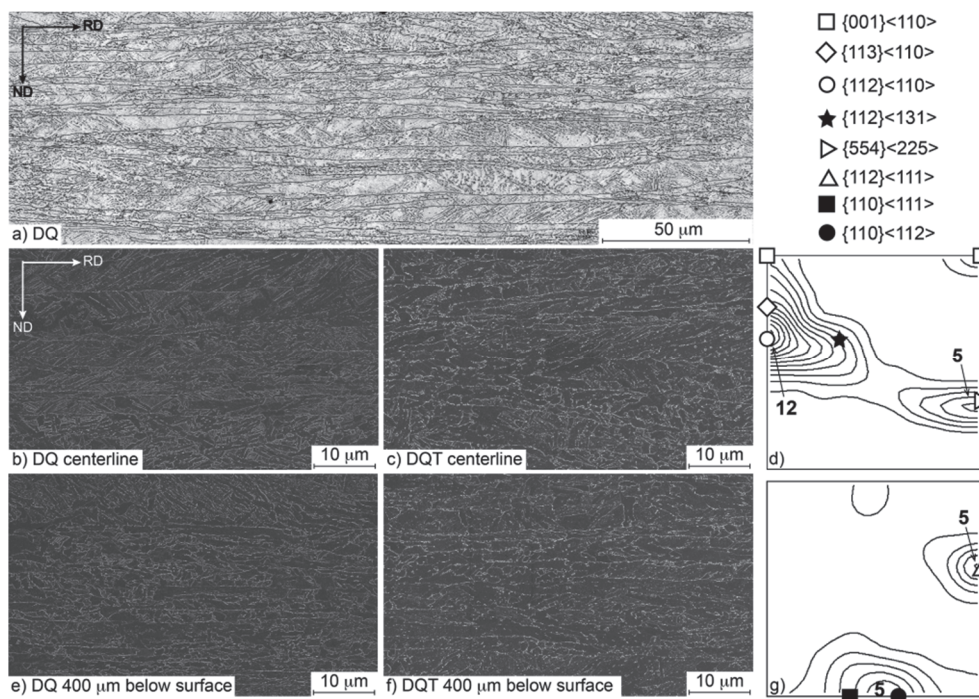 RD
ND
a) DQ
50 μm
{001}<110>
{113}<110>
{112}<110>
{112}<131>
{554}<225>
{112}<111>
{110}<111>
{110}<112>
RD
ND
b) DQ centerline
10 μm
c) DQT centerline
10 μm
12
5
d)
e) DQ 400 μm below surface
10 μm
f) DQT 400 μm below surface
10 μm
5
5
g)